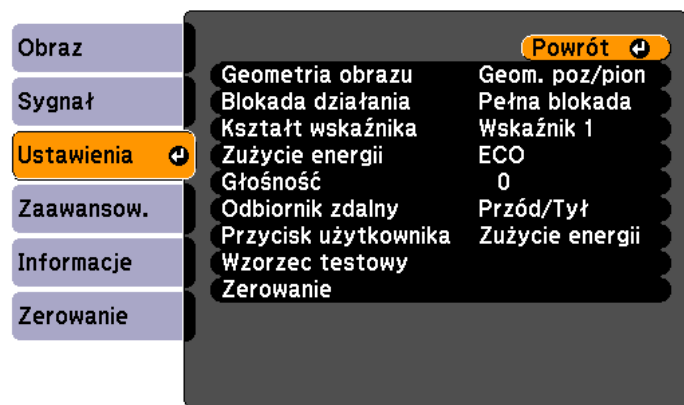 Obraz
Sygnał
Ustawienia
Zaawansow.
Informacje
Zerowanie
Powrót
Geometria obrazu Geom. poz/pion
Blokada działania Pełna blokada
Kształt wskaźnika Wskaźnik 1
Zużycie energii ECO
Głośność 0
Odbiornik zdalny Przód/Tył
Przycisk użytkownika Zużycie energii
Wzorzec testowy
Zerowanie